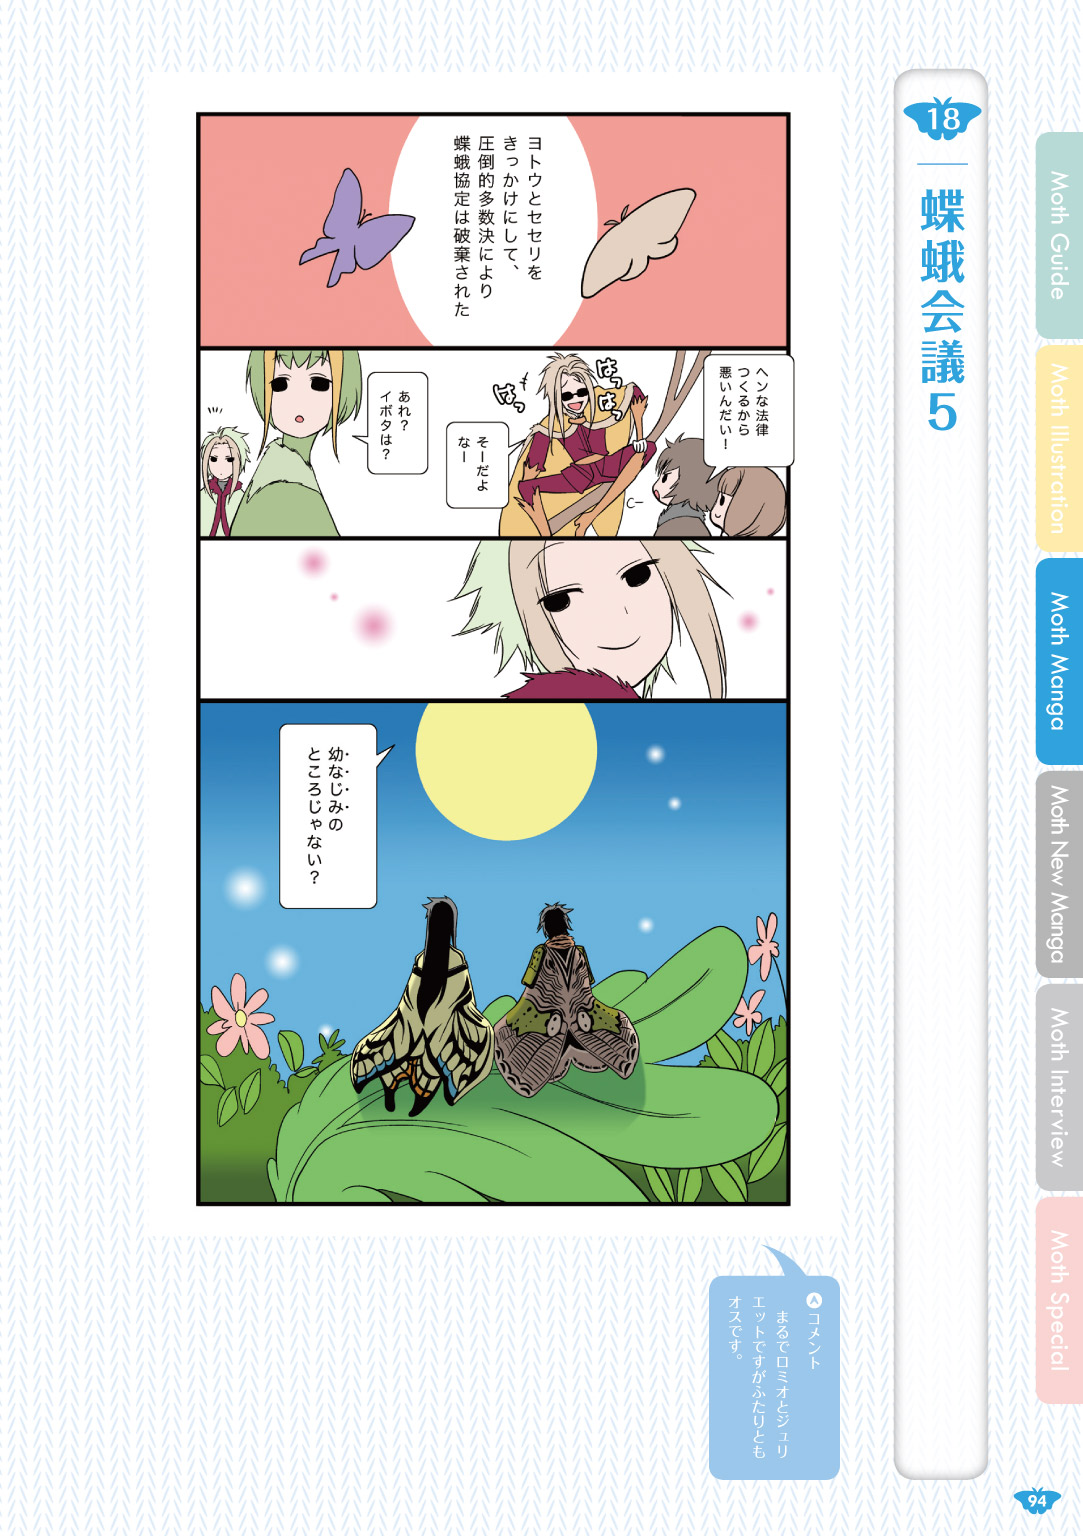 18
蝶蛾会議5
ヨトウとセセリを
きっかけにして、
圧倒的多数決により
蝶蛾協定は破棄された
ヘンな法律
つくるから
悪いんだい！
はっ
はっ
はっ
そーだよ
なー
あれ？
イボタは？
幼なじみの
ところじゃない？
コメント
まるでロミオとジュリ
エットですがふたりとも
オスです。
Moth Guide
Moth Illustration
Moth Manga
Moth New Manga
Moth Interview
Moth Special
94